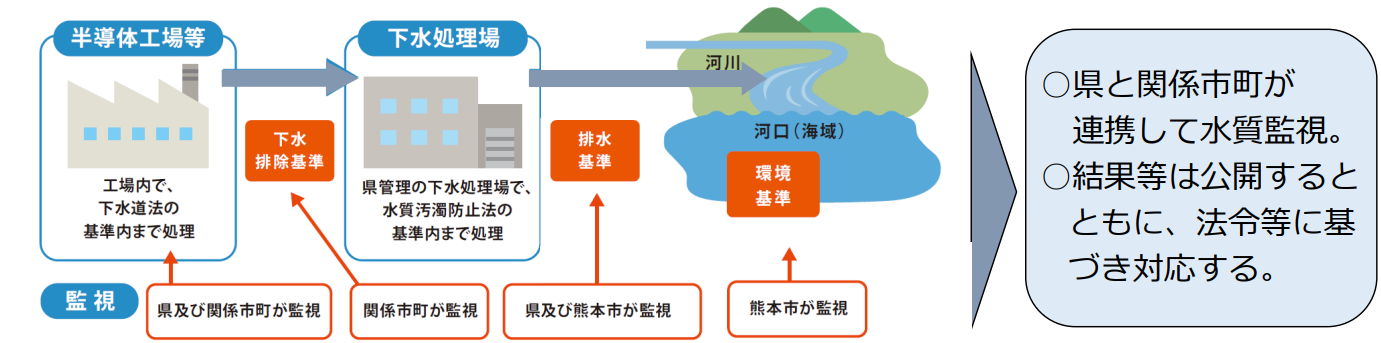 半導体工場等
下水処理場
河川
河口（海域）
下水
排除基準
排水
基準
環境
基準
工場内で、
下水道法の
基準内まで処理
県管理の下水処理場で、
水質汚濁防止法の
基準内まで処理
監視
県及び関係市町が監視
関係市町が監視
県及び熊本市が監視
熊本市が監視
○県と関係市町が
連携して水質監視。
○結果等は公開すると
ともに、法令等に基
づき対応する。